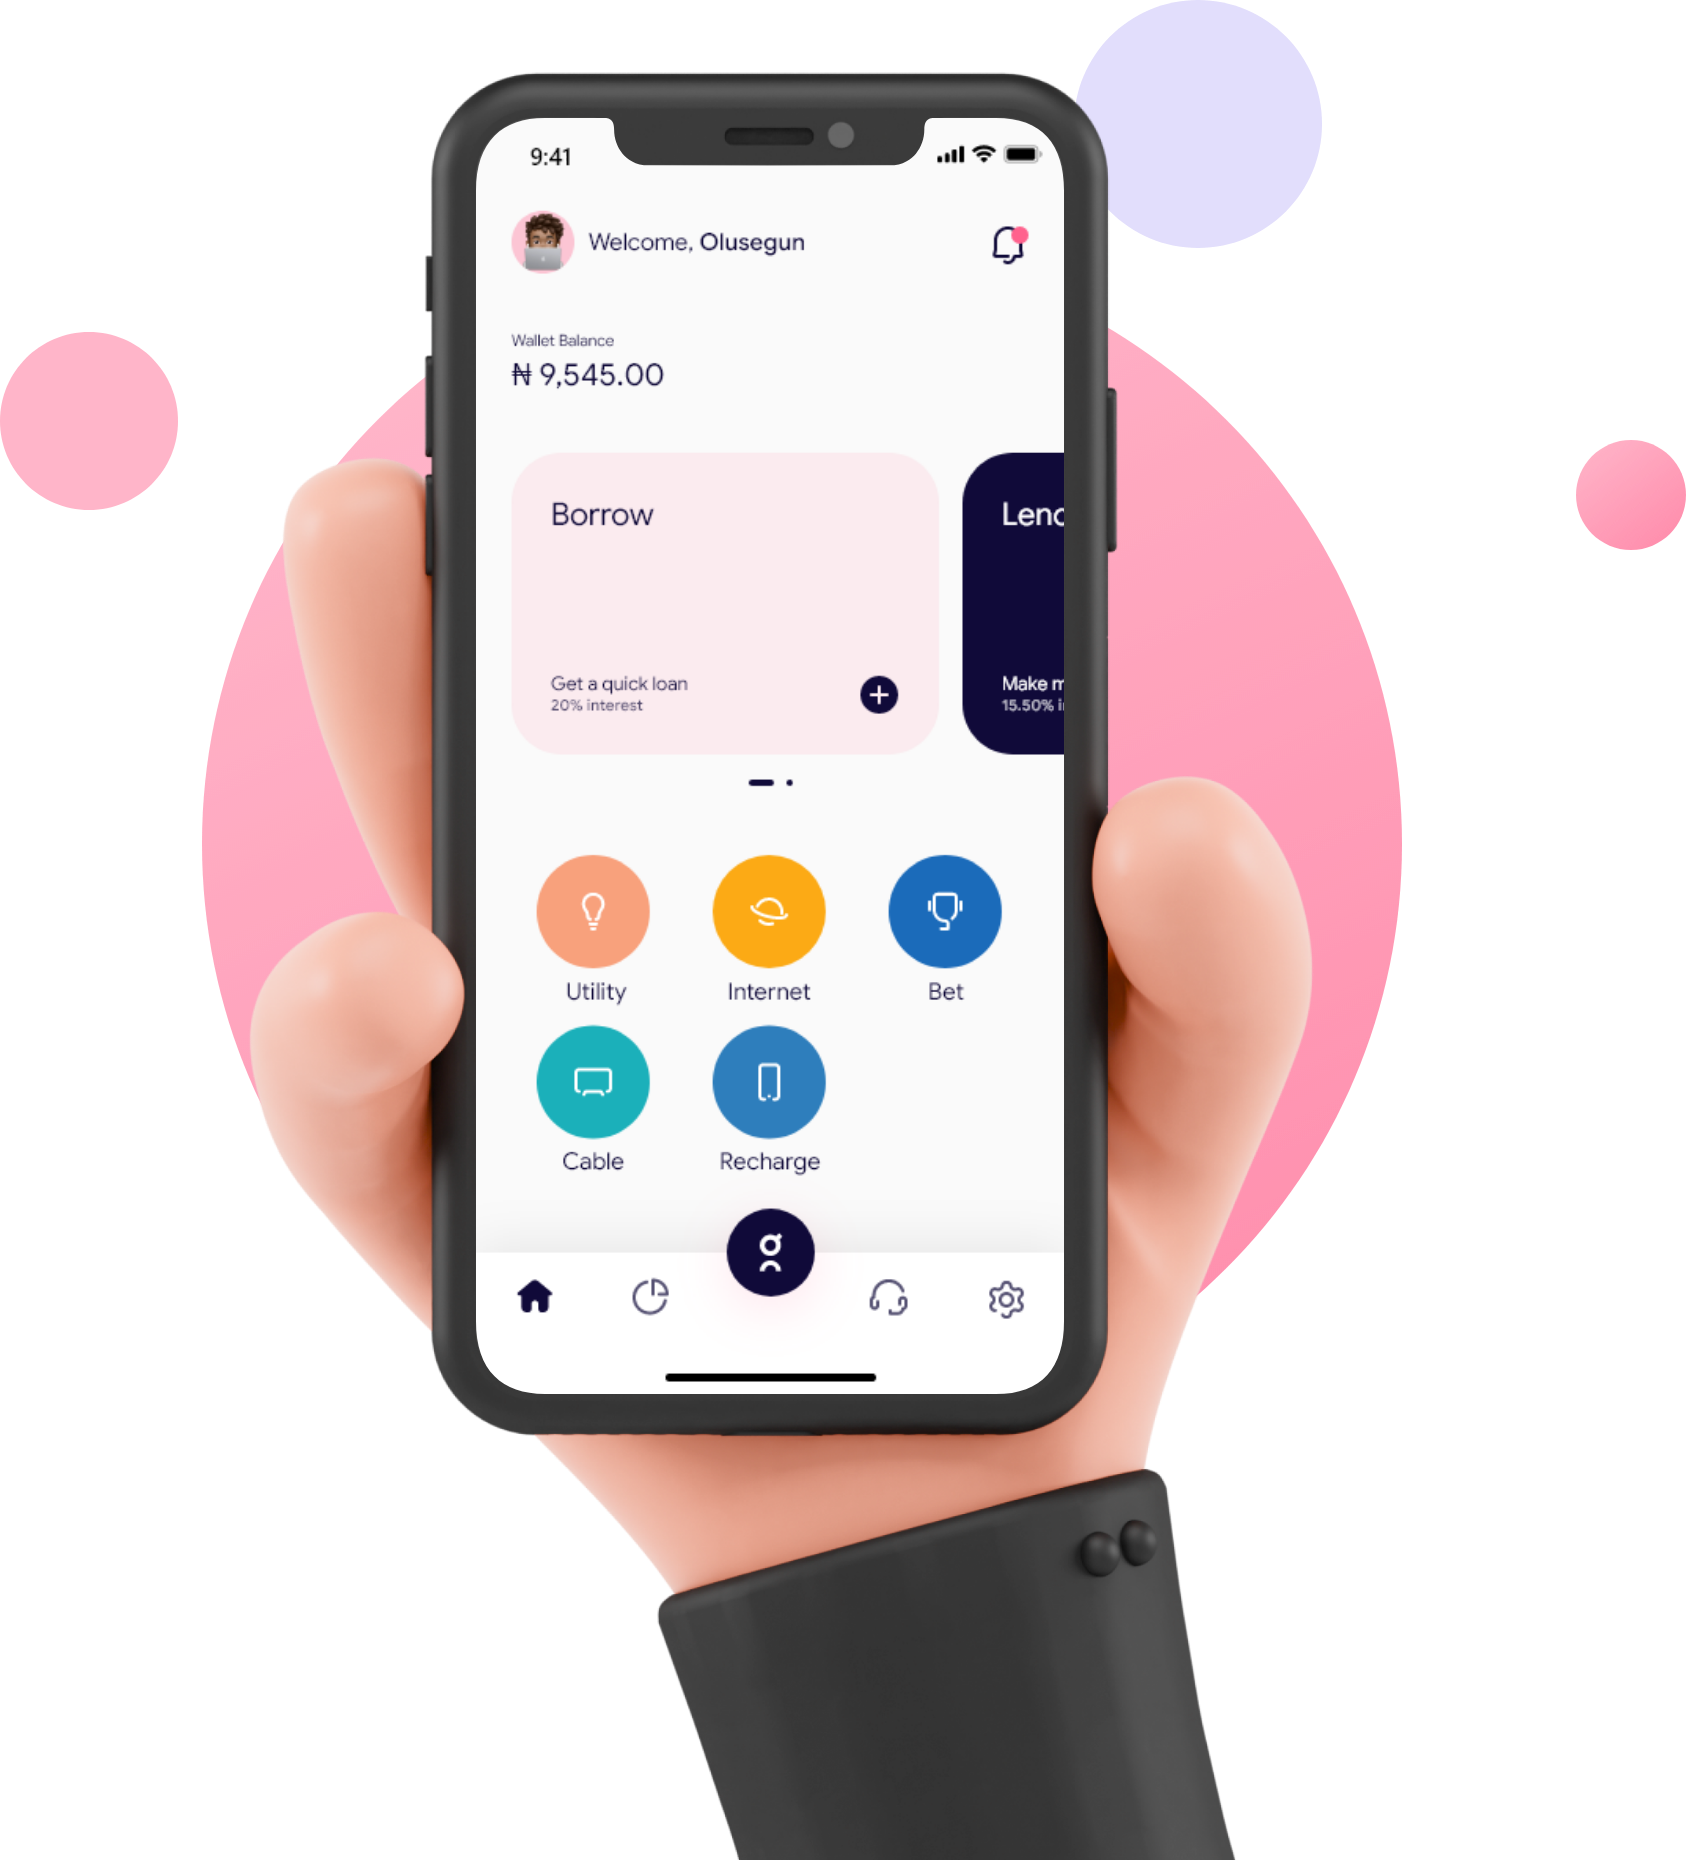 9:41
Welcome, Olusegun
Wallet Balance
₦ 9,545.00
Borrow
Get a quick loan
20% interest
Make
15.50%
Utility
Internet
Bet
Cable
Recharge